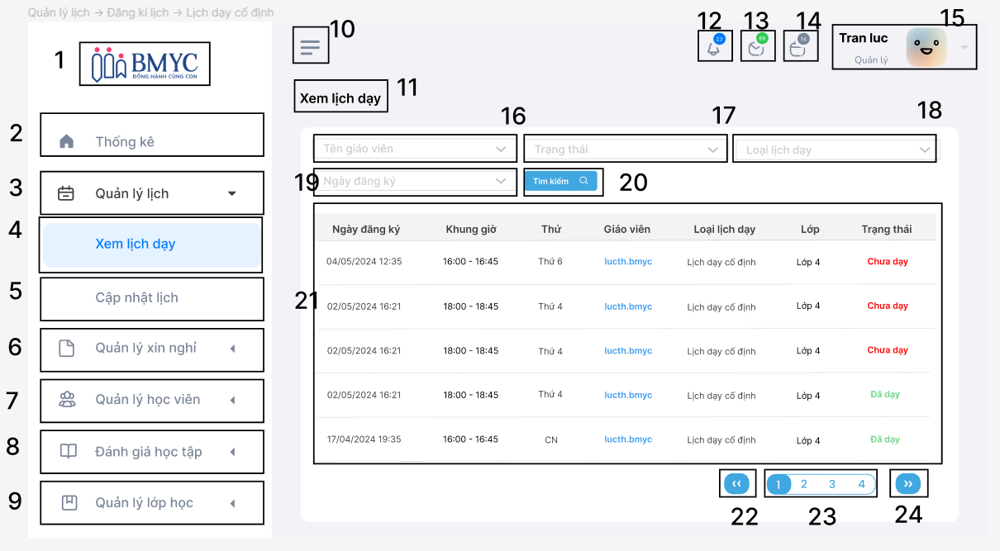 Quản lý lịch → Đăng kí lịch → Lịch dạy cố định
1
BMYC
ĐỒNG HÀNH CÙNG CON
2
Thống kê
3
Quản lý lịch
4
Xem lịch dạy
5
Cập nhật lịch
6
Quản lý xin nghỉ
7
Quản lý học viên
8
Đánh giá học tập
9
Quản lý lớp học
10
12
23
13
68
14
14
15
Tran luc
Quản lý
Xem lịch dạy
11
16
17
18
Tên giáo viên
Trạng thái
Loại lịch dạy
19
Ngày đăng ký
Tìm kiếm
20
21
Ngày đăng ký Khung giờ Thứ Giáo viên Loại lịch dạy Lớp Trạng thái
04/05/2024 12:35 16:00 - 16:45 Thứ 6 lucth.bmyc Lịch dạy cố định Lớp 4 Chưa dạy
02/05/2024 16:21 18:00 - 18:45 Thứ 4 lucth.bmyc Lịch dạy cố định Lớp 4 Chưa dạy
02/05/2024 16:21 18:00 - 18:45 Thứ 4 lucth.bmyc Lịch dạy cố định Lớp 4 Chưa dạy
02/05/2024 16:21 18:00 - 18:45 Thứ 4 lucth.bmyc Lịch dạy cố định Lớp 4 Đã dạy
17/04/2024 19:35 16:00 - 16:45 CN lucth.bmyc Lịch dạy cố định Lớp 4 Đã dạy
‹‹ 1 2 3 4 ››
22 23 24